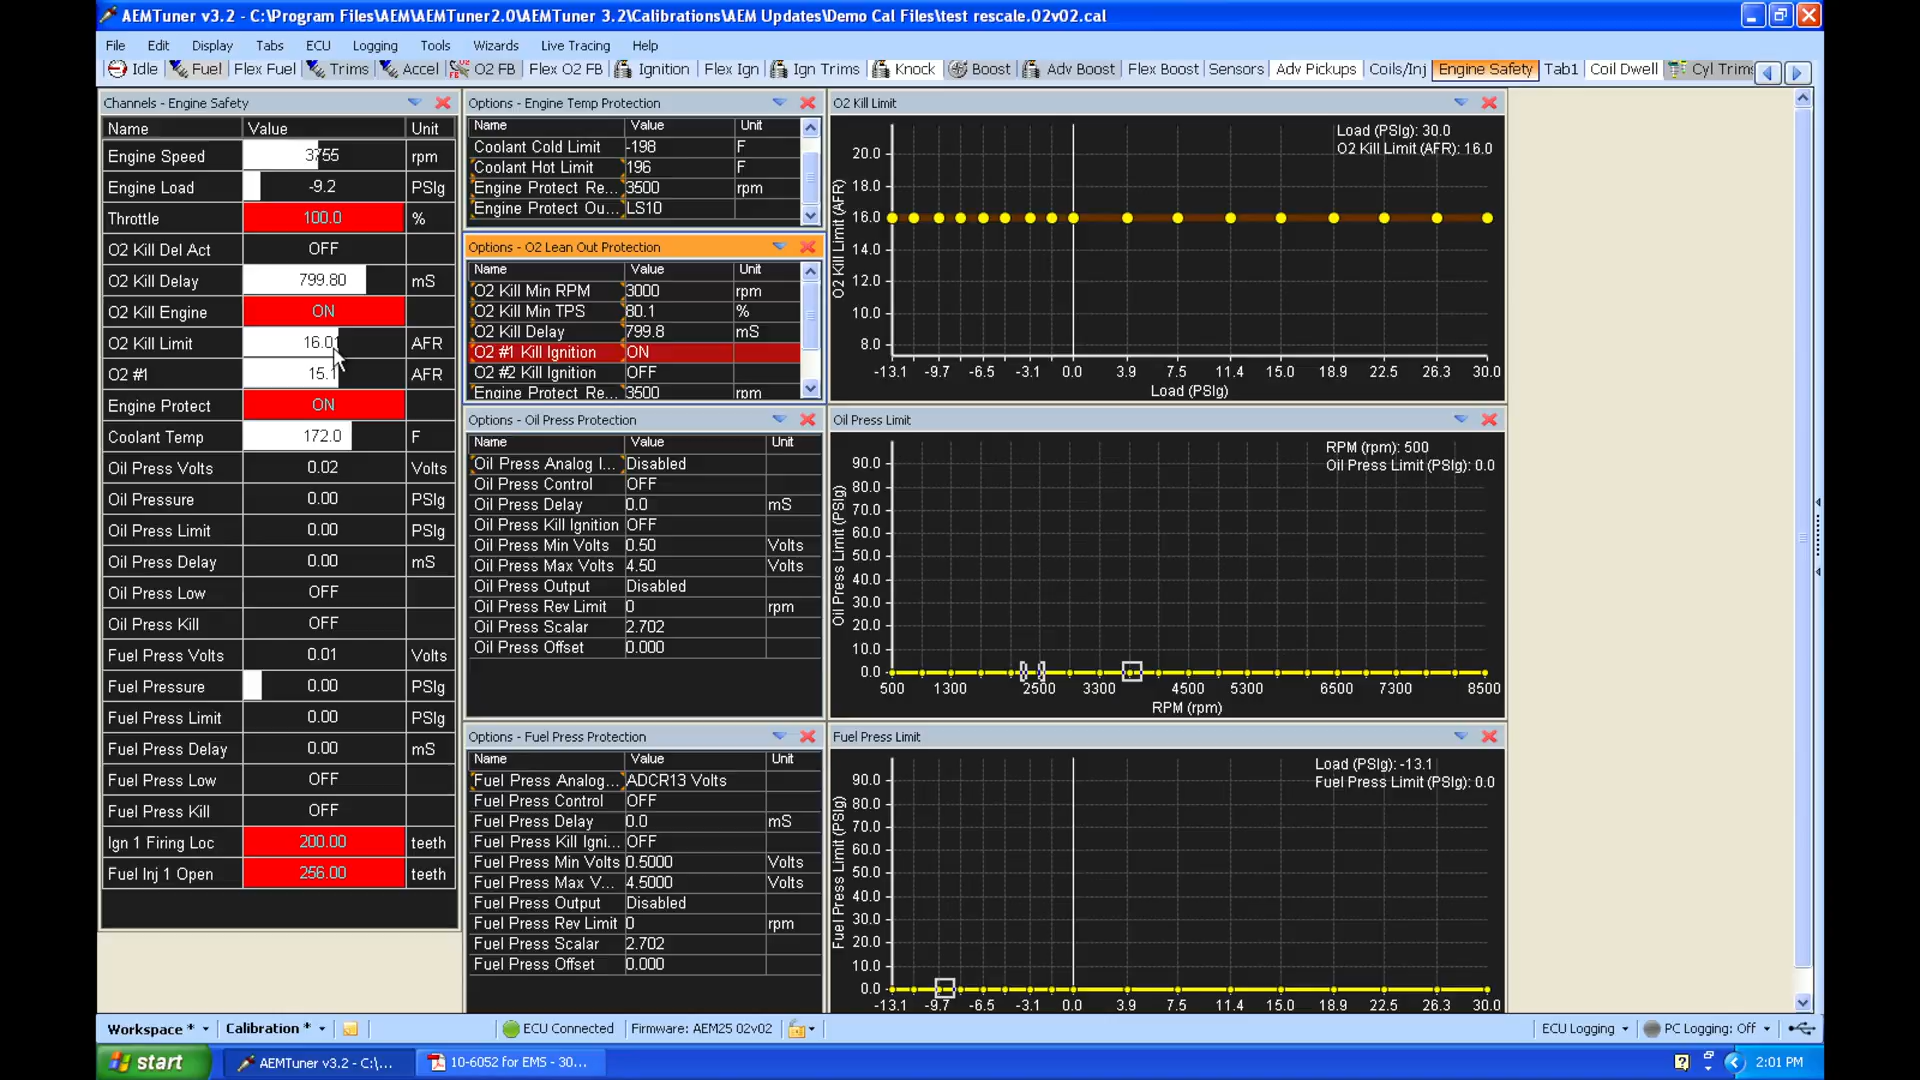 AEMTuner v3.2 - C:\Program Files\AEM\AEMTuner2.0\AEMTuner 3.2\Calibrations\AEM Updates\Demo Cal Files\test rescale.02v02.cal
File Edit Display Tabs ECU Logging Tools Wizards Live Tracing Help
Idle Fuel Flex Fuel Trims Accel O2 FB Flex O2 FB Ignition Flex Ign Ign Trims Knock Boost Adv Boost Flex Boost Sensors Adv Pickups Coils/Inj Engine Safety Tab1 Coil Dwell Cyl Trims
Channels - Engine Safety
Name Value Unit
Engine Speed 3755 rpm
Engine Load -9.2 PSIg
Throttle 100.0 %
O2 Kill Del Act OFF
O2 Kill Delay 799.80 mS
O2 Kill Engine ON
O2 Kill Limit 16.01 AFR
O2 #1 15.1 AFR
Engine Protect ON
Coolant Temp 172.0 F
Oil Press Volts 0.02 Volts
Oil Pressure 0.00 PSIg
Oil Press Limit 0.00 PSIg
Oil Press Delay 0.00 mS
Oil Press Low OFF
Oil Press Kill OFF
Fuel Press Volts 0.01 Volts
Fuel Pressure 0.00 PSIg
Fuel Press Limit 0.00 PSIg
Fuel Press Delay 0.00 mS
Fuel Press Low OFF
Fuel Press Kill OFF
Ign 1 Firing Loc 200.00 teeth
Fuel Inj 1 Open 256.00 teeth
Options - Engine Temp Protection
Name Value Unit
Coolant Cold Limit -198 F
Coolant Hot Limit 196 F
Engine Protect Re... 3500 rpm
Engine Protect Ou... LS10
Options - O2 Lean Out Protection
Name Value Unit
O2 Kill Min RPM 3000 rpm
O2 Kill Min TPS 80.1 %
O2 Kill Delay 799.8 mS
O2 #1 Kill Ignition ON
O2 #2 Kill Ignition OFF
Engine Protect Re... 3500 rpm
Options - Oil Press Protection
Name Value Unit
Oil Press Analog I... Disabled
Oil Press Control OFF
Oil Press Delay 0.0 mS
Oil Press Kill Ignition OFF
Oil Press Min Volts 0.50 Volts
Oil Press Max Volts 4.50 Volts
Oil Press Output Disabled
Oil Press Rev Limit 0 rpm
Oil Press Scalar 2.702
Oil Press Offset 0.000
Options - Fuel Press Protection
Name Value Unit
Fuel Press Analog... ADCR13 Volts
Fuel Press Control OFF
Fuel Press Delay 0.0 mS
Fuel Press Kill Igni... OFF
Fuel Press Min Volts 0.5000 Volts
Fuel Press Max V... 4.5000 Volts
Fuel Press Output Disabled
Fuel Press Rev Limit 0 rpm
Fuel Press Scalar 2.702
Fuel Press Offset 0.000
O2 Kill Limit
Load (PSIg): 30.0
O2 Kill Limit (AFR): 16.0
O2 Kill Limit (AFR)
20.0
18.0
16.0
14.0
12.0
10.0
8.0
-13.1 -9.7 -6.5 -3.1 0.0 3.9 7.5 11.4 15.0 18.9 22.5 26.3 30.0
Load (PSIg)
Oil Press Limit
RPM (rpm): 500
Oil Press Limit (PSIg): 0.0
Oil Press Limit (PSIg)
90.0
80.0
70.0
60.0
50.0
40.0
30.0
20.0
10.0
0.0
500 1300 2500 3300 4500 5300 6500 7300 8500
RPM (rpm)
Fuel Press Limit
Load (PSIg): -13.1
Fuel Press Limit (PSIg): 0.0
Fuel Press Limit (PSIg)
90.0
80.0
70.0
60.0
50.0
40.0
30.0
20.0
10.0
0.0
-13.1 -9.7 -6.5 -3.1 0.0 3.9 7.5 11.4 15.0 18.9 22.5 26.3 30.0
Workspace * Calibration * ECU Connected Firmware: AEM25 02v02 ECU Logging PC Logging: Off
start AEMTuner v3.2 - C:\... 10-6052 for EMS - 30... 2:01 PM